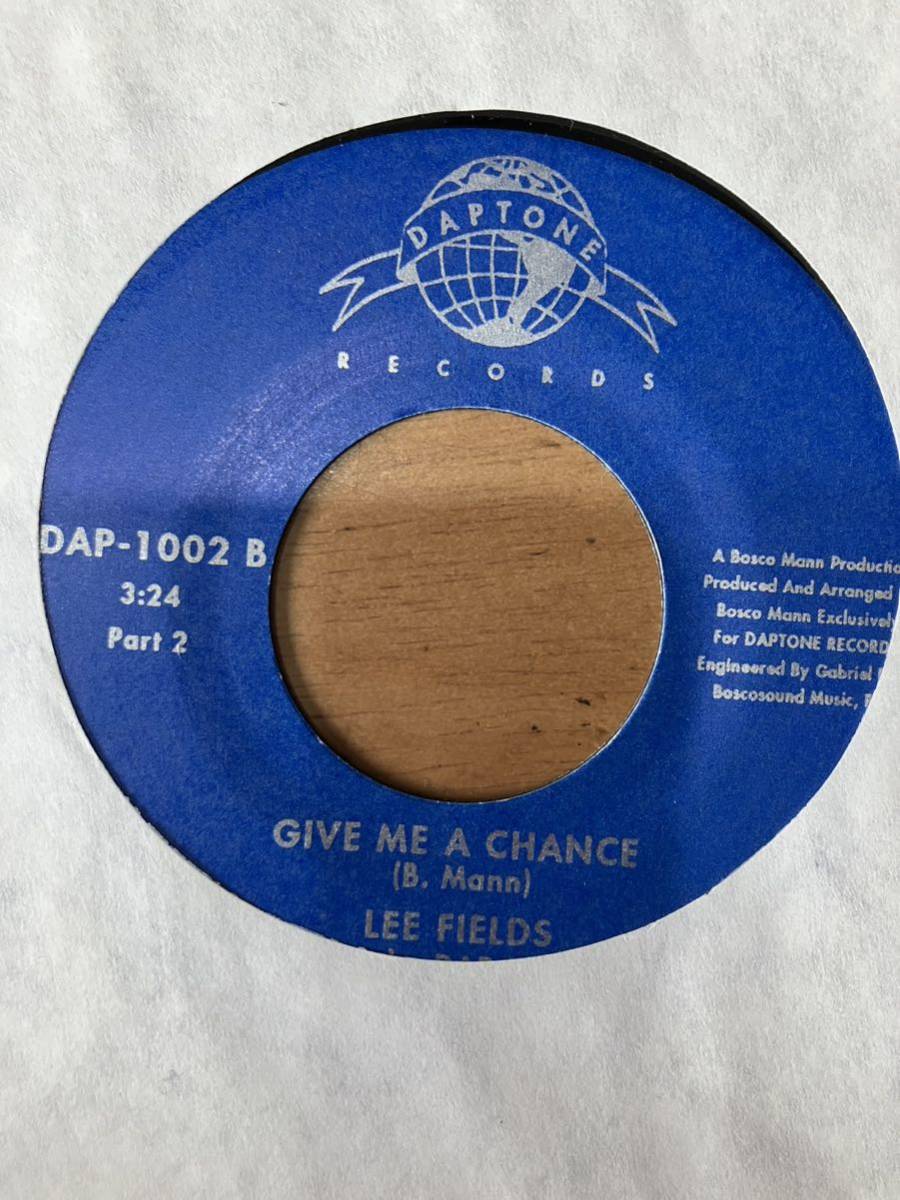 DAPTONE
RECORDS
DAP-1002 B
3:24
Part 2
A Bosco Mann Productio
Produced And Arranged
Bosco Mann Exclusively
For DAPTONE RECORD
Engineered By Gabriel
Boscosound Music,
GIVE ME A CHANCE
(B. Mann)
LEE FIELDS